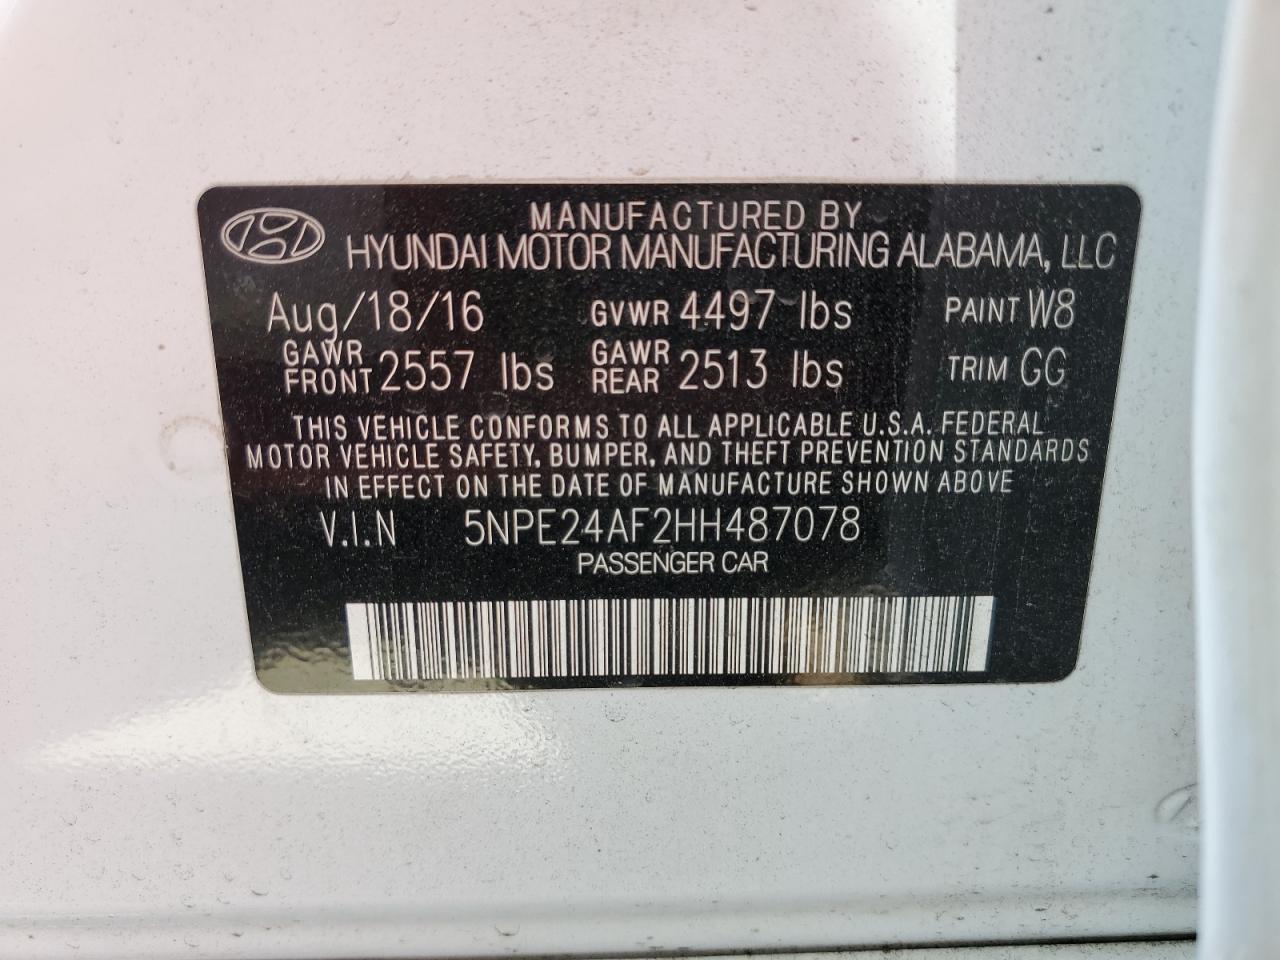 MANUFACTURED BY
HYUNDAI MOTOR MANUFACTURING ALABAMA, LLC
Aug/18/16 GVWR 4497 lbs PAINT W8
GAWR FRONT 2557 lbs GAWR REAR 2513 lbs TRIM GG
THIS VEHICLE CONFORMS TO ALL APPLICABLE U.S.A. FEDERAL
MOTOR VEHICLE SAFETY, BUMPER, AND THEFT PREVENTION STANDARDS
IN EFFECT ON THE DATE OF MANUFACTURE SHOWN ABOVE
V.I.N 5NPE24AF2HH487078
PASSENGER CAR